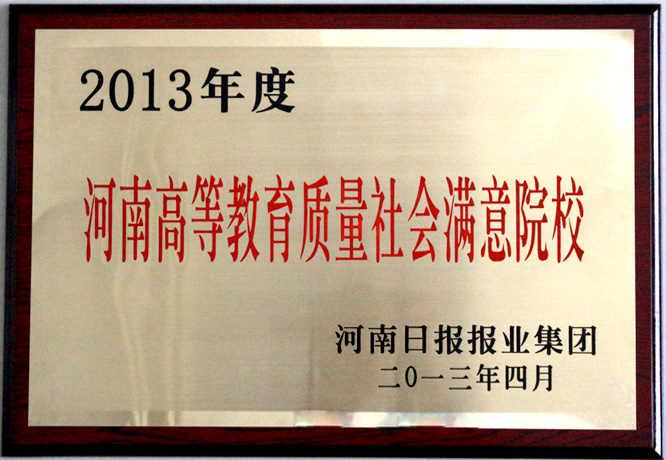 2013年度
河南高等教育质量社会满意院校
河南日报报业集团
二0一三年四月